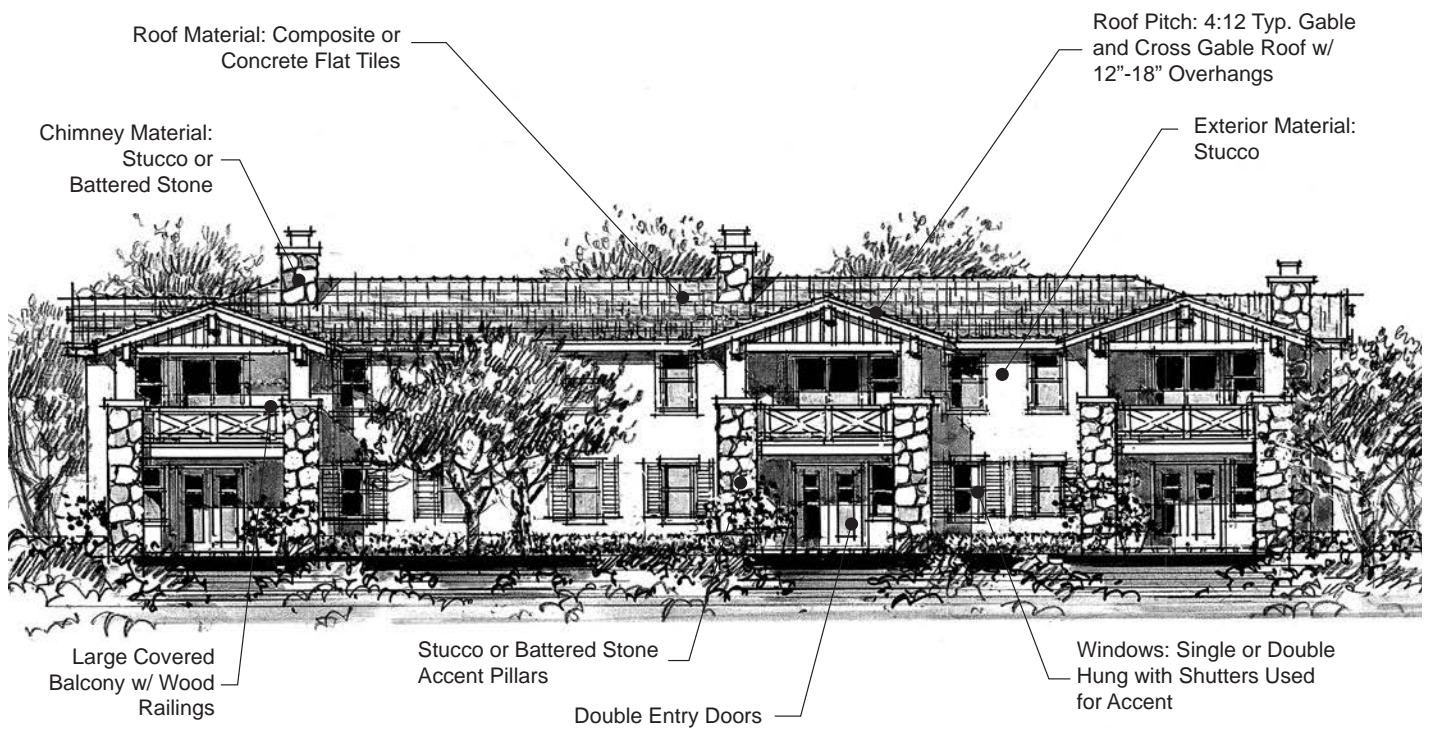 Roof Material: Composite or
Concrete Flat Tiles
Roof Pitch: 4:12 Typ. Gable
and Cross Gable Roof w/
12”-18” Overhangs
Chimney Material:
Stucco or
Battered Stone
Exterior Material:
Stucco
Large Covered
Balcony w/ Wood
Railings
Stucco or Battered Stone
Accent Pillars
Double Entry Doors
Windows: Single or Double
Hung with Shutters Used
for Accent